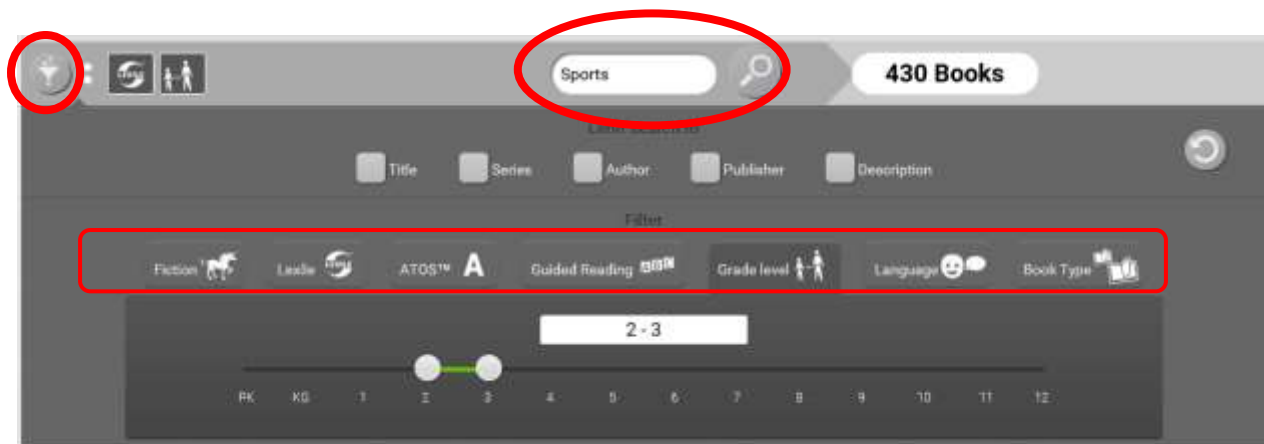 Sports 430 Books
Title Series Author Publisher Description
Filter
Fiction Lexile ATOS™ A Guided Reading ABC Grade level Language Book Type
2 - 3
PK KG 1 2 3 4 5 6 7 8 9 10 11 12